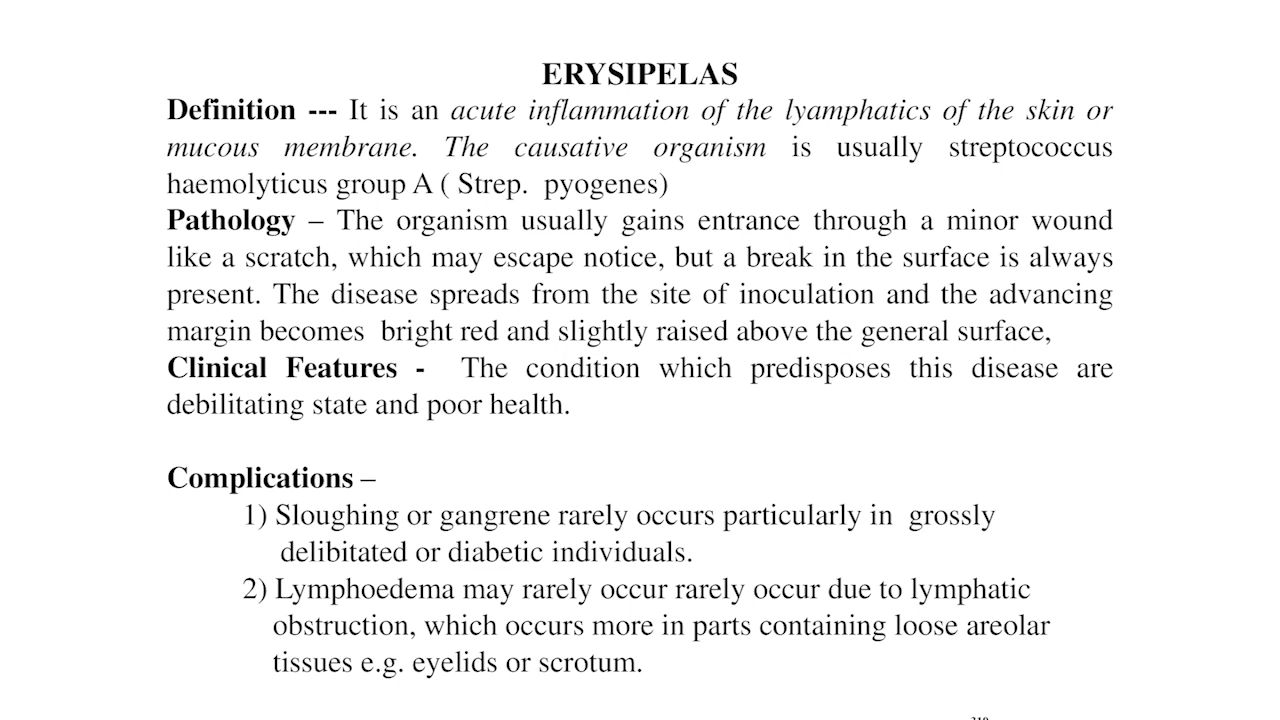 ERYSIPELAS
Definition --- It is an acute inflammation of the lyamphatics of the skin or
mucous membrane. The causative organism is usually streptococcus
haemolyticus group A ( Strep. pyogenes)
Pathology – The organism usually gains entrance through a minor wound
like a scratch, which may escape notice, but a break in the surface is always
present. The disease spreads from the site of inoculation and the advancing
margin becomes bright red and slightly raised above the general surface,
Clinical Features - The condition which predisposes this disease are
debilitating state and poor health.
Complications –
1) Sloughing or gangrene rarely occurs particularly in grossly
delibitated or diabetic individuals.
2) Lymphoedema may rarely occur rarely occur due to lymphatic
obstruction, which occurs more in parts containing loose areolar
tissues e.g. eyelids or scrotum.